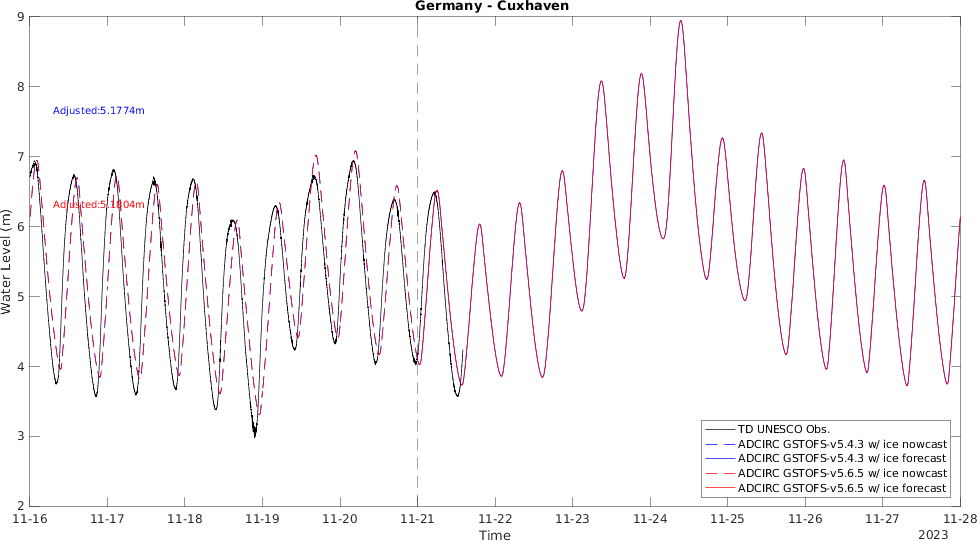 Germany - Cuxhaven
9
8
7
6
5
4
3
2
Water Level (m)
Adjusted:5.1774m
Adjusted:5.1804m
TD UNESCO Obs.
ADCIRC GSTOFS-v5.4.3 w/ ice nowcast
ADCIRC GSTOFS-v5.4.3 w/ ice forecast
ADCIRC GSTOFS-v5.6.5 w/ ice nowcast
ADCIRC GSTOFS-v5.6.5 w/ ice forecast
11-16 11-17 11-18 11-19 11-20 11-21 11-22 11-23 11-24 11-25 11-26 11-27 11-28
Time
2023